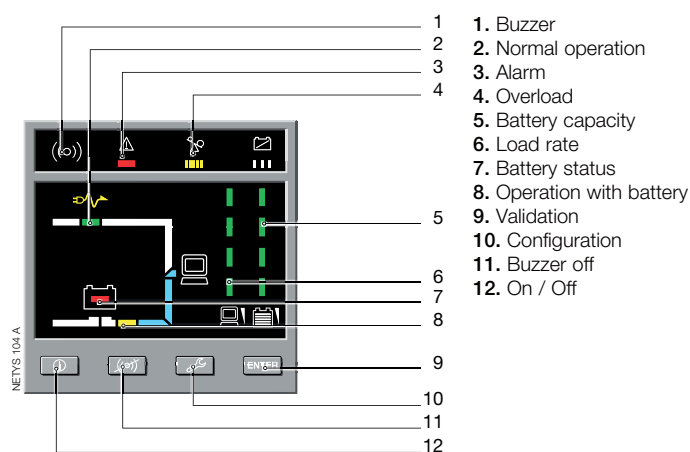 1
2
3
4
5
6
7
8
9
10
11
12
1. Buzzer
2. Normal operation
3. Alarm
4. Overload
5. Battery capacity
6. Load rate
7. Battery status
8. Operation with battery
9. Validation
10. Configuration
11. Buzzer off
12. On / Off
ENTER
NETYS 104 A